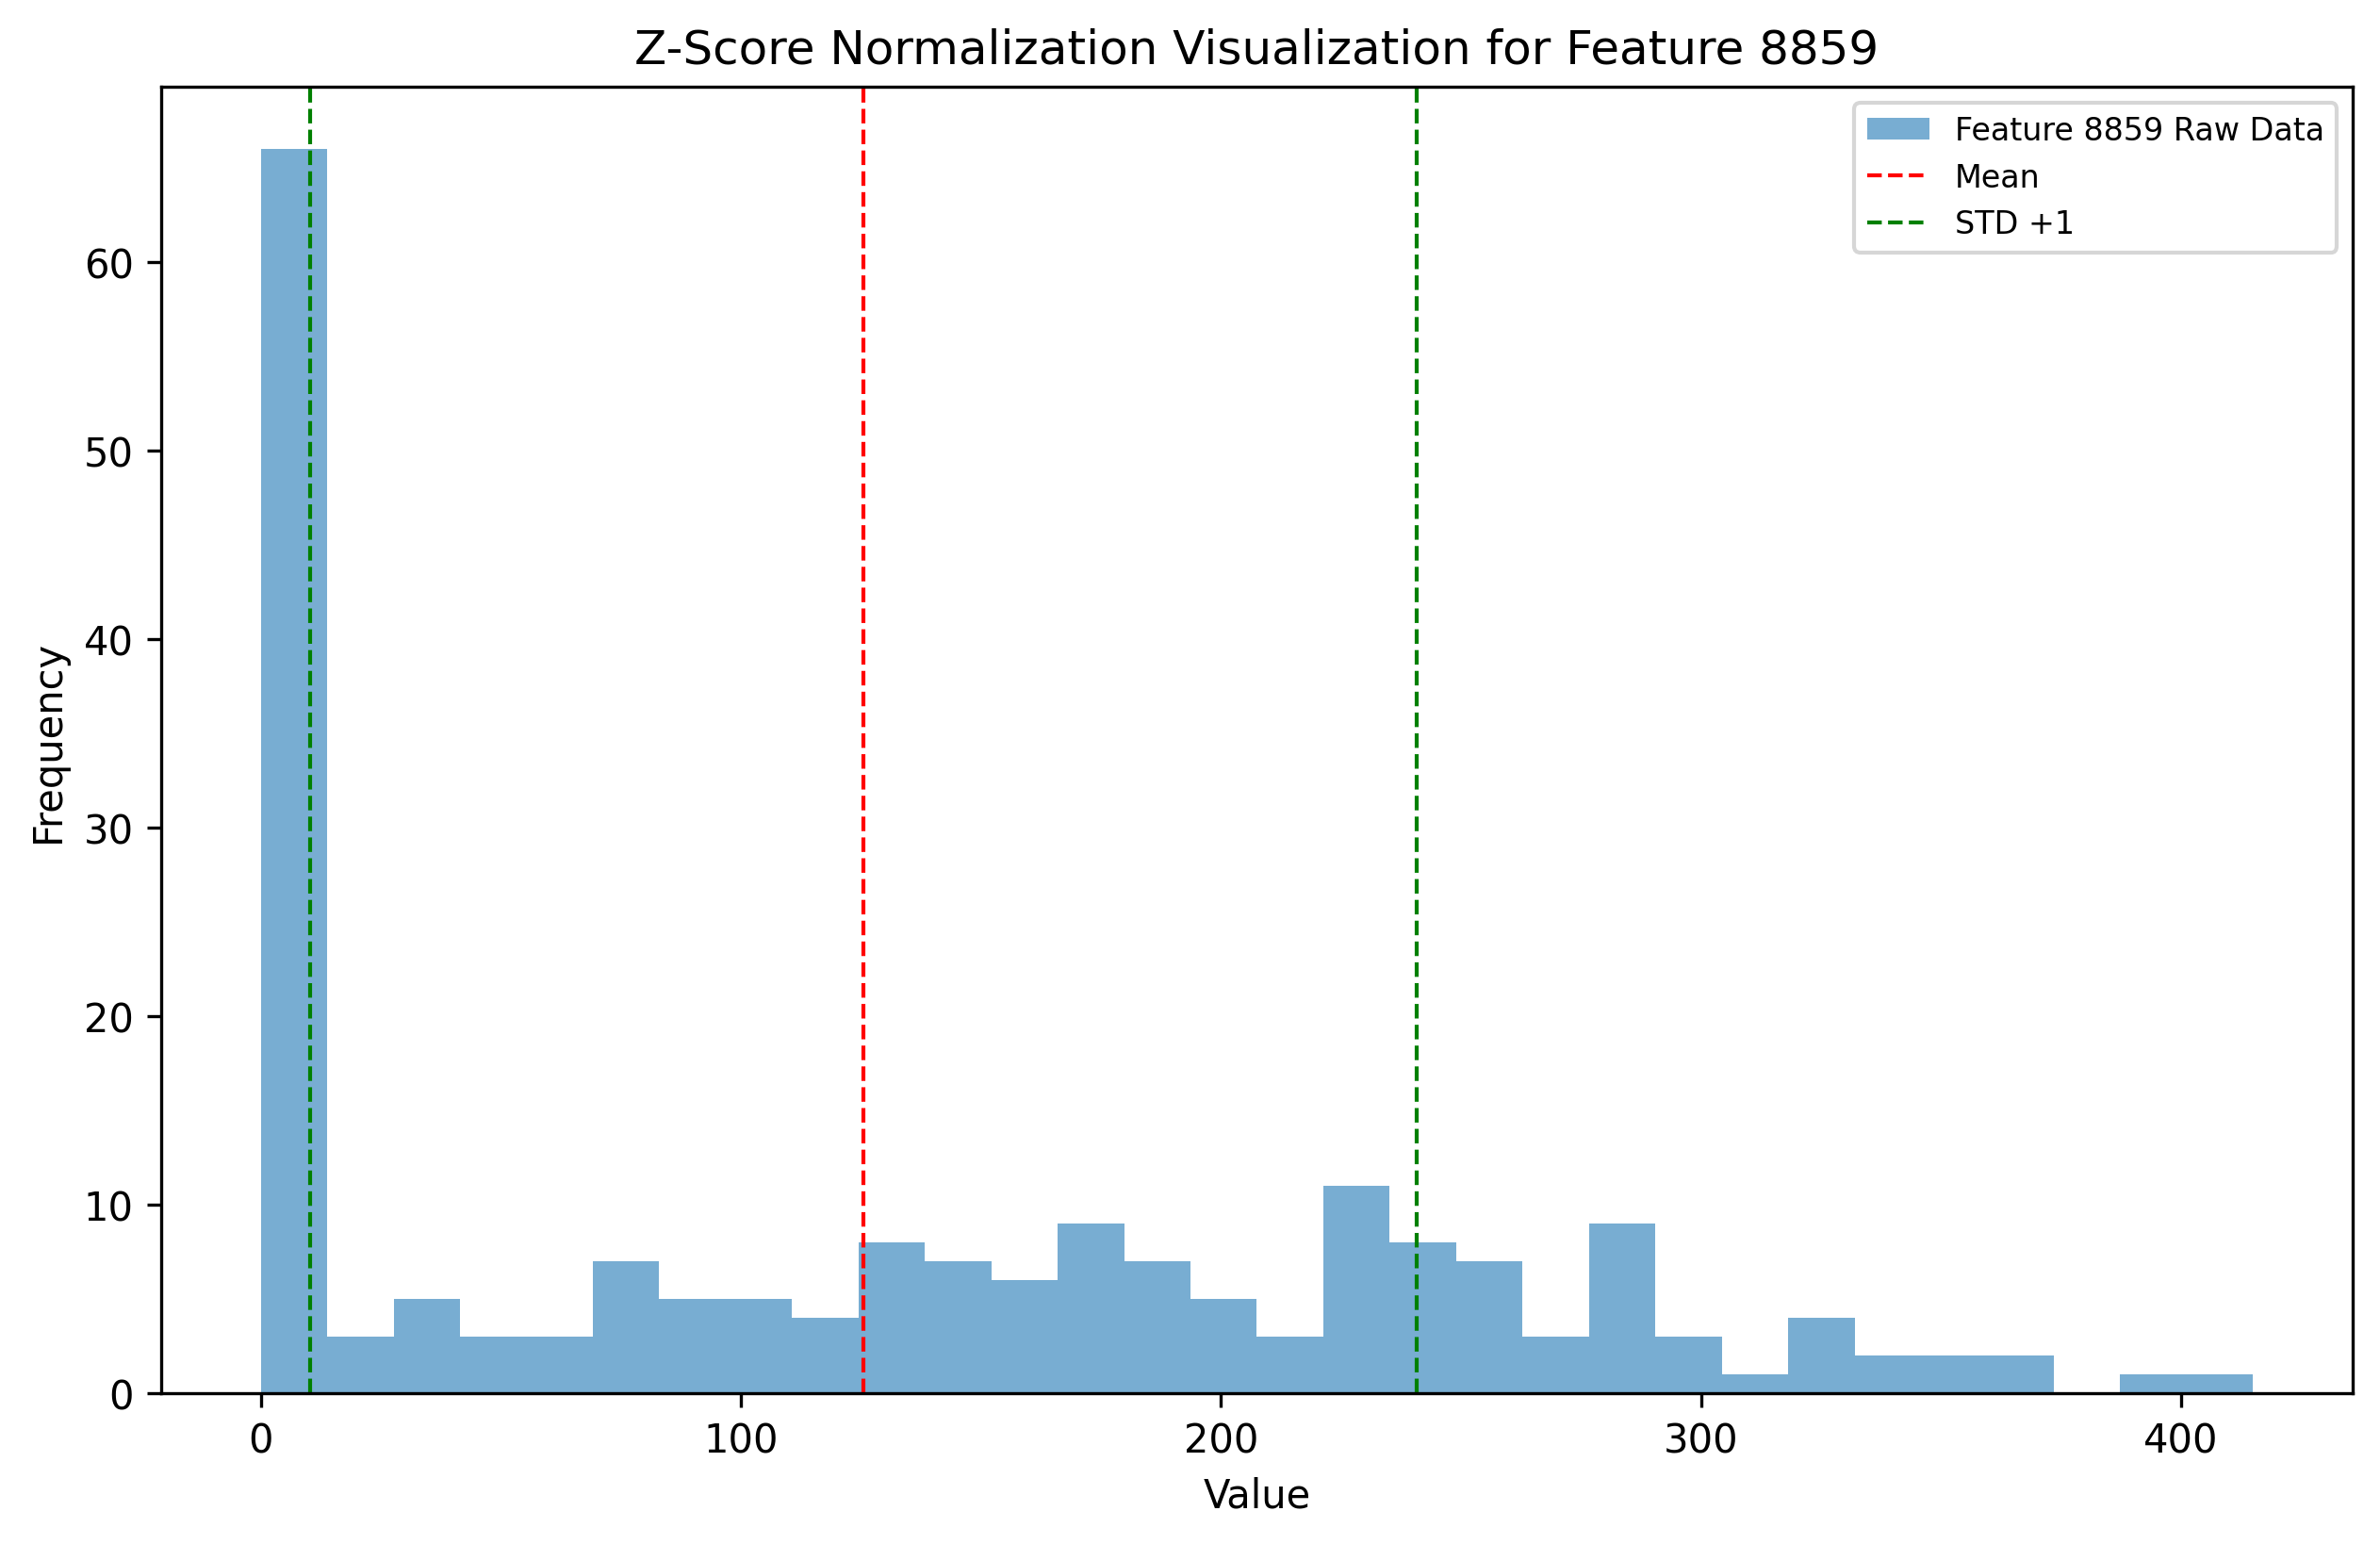 Z-Score Normalization Visualization for Feature 8859
Feature 8859 Raw Data
Mean
STD +1
60
50
40
30
20
10
0
Frequency
0 100 200 300 400
Value